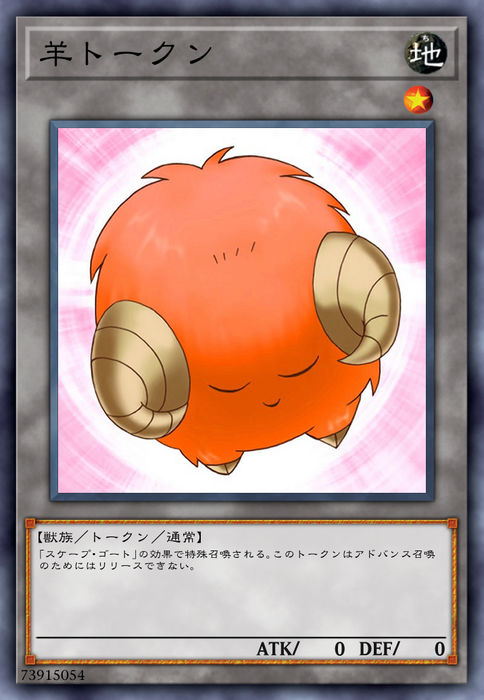 羊トークン
地
ち
【獣族／トークン／通常】
「スケープ・ゴート」の効果で特殊召喚される。このトークンはアドバンス召喚
のためにはリリースできない。
ATK/ 0 DEF/ 0
73915054